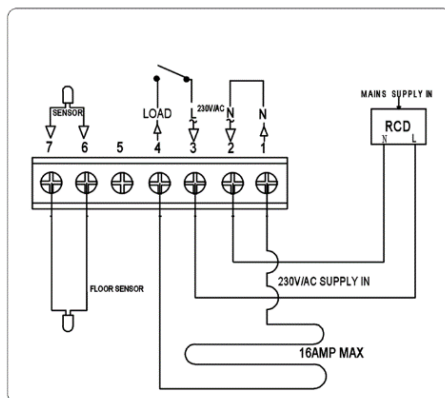 MAINS SUPPLY IN
RCD
N L
SENSOR
LOAD L 230V/AC N N
7 6 5 4 3 2 1
FLOOR SENSOR
230V/AC SUPPLY IN
16AMP MAX